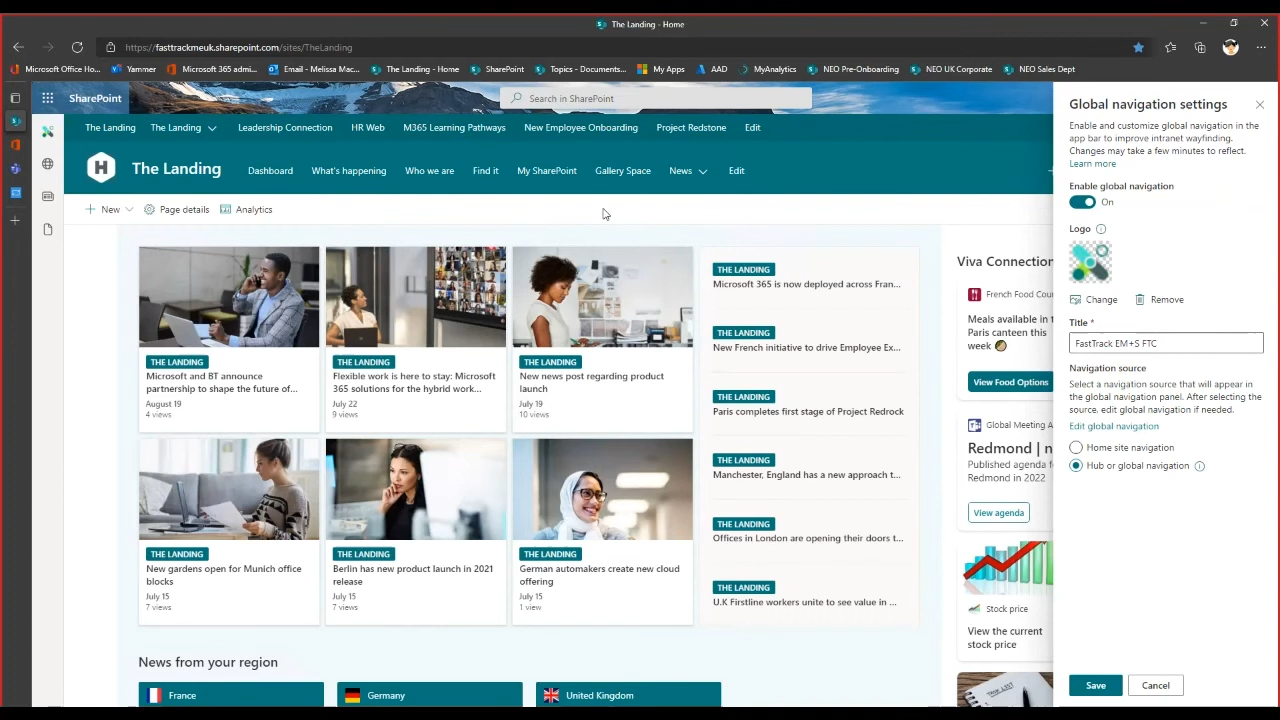 The Landing - Home
https://fasttrackmeuk.sharepoint.com/sites/TheLanding
Microsoft Office Ho...
Yammer
Microsoft 365 admi...
Email - Melissa Mac...
The Landing - Home
SharePoint
Topics - Documents...
My Apps
AAD
MyAnalytics
NEO Pre-Onboarding
NEO UK Corporate
NEO Sales Dept
SharePoint
Search in SharePoint
The Landing
The Landing
Leadership Connection
HR Web
M365 Learning Pathways
New Employee Onboarding
Project Redstone
Edit
H
The Landing
Dashboard
What's happening
Who we are
Find it
My SharePoint
Gallery Space
News
Edit
New
Page details
Analytics
THE LANDING
Microsoft and BT announce
partnership to shape the future of...
August 19
4 views
THE LANDING
Flexible work is here to stay: Microsoft
365 solutions for the hybrid work...
July 22
9 views
THE LANDING
New news post regarding product
launch
July 19
10 views
THE LANDING
New gardens open for Munich office
blocks
July 15
7 views
THE LANDING
Berlin has new product launch in 2021
release
July 15
7 views
THE LANDING
German automakers create new cloud
offering
July 15
1 view
THE LANDING
Microsoft 365 is now deployed across Fran...
THE LANDING
New French initiative to drive Employee Ex...
THE LANDING
Paris completes first stage of Project Redrock
THE LANDING
Manchester, England has a new approach t...
THE LANDING
Offices in London are opening their doors t...
THE LANDING
U.K Firstline workers unite to see value in ...
News from your region
France
Germany
United Kingdom
Viva Connection
French Food Cou
Meals available in t
Paris canteen this
week
View Food Options
Global Meeting A
Redmond | n
Published agenda f
Redmond in 2022
View agenda
Stock price
View the current
stock price
Global navigation settings
Enable and customize global navigation in the
app bar to improve intranet wayfinding.
Changes may take a few minutes to reflect.
Learn more
Enable global navigation
On
Logo
Change
Remove
Title *
FastTrack EM+S FTC
Navigation source
Select a navigation source that will appear in
the global navigation panel. After selecting the
source, edit global navigation if needed.
Edit global navigation
Home site navigation
Hub or global navigation
Save
Cancel